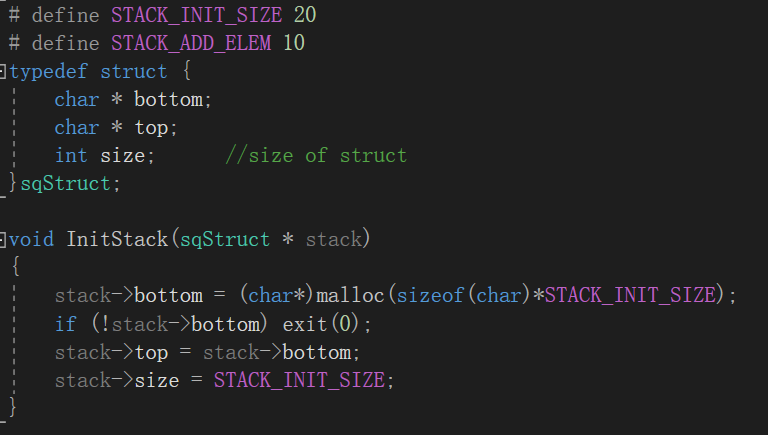 # define STACK_INIT_SIZE 20
# define STACK_ADD_ELEM 10
typedef struct {
    char * bottom;
    char * top;
    int size;      //size of struct
}sqStruct;

void InitStack(sqStruct * stack)
{
    stack->bottom = (char*)malloc(sizeof(char)*STACK_INIT_SIZE);
    if (!stack->bottom) exit(0);
    stack->top = stack->bottom;
    stack->size = STACK_INIT_SIZE;
}